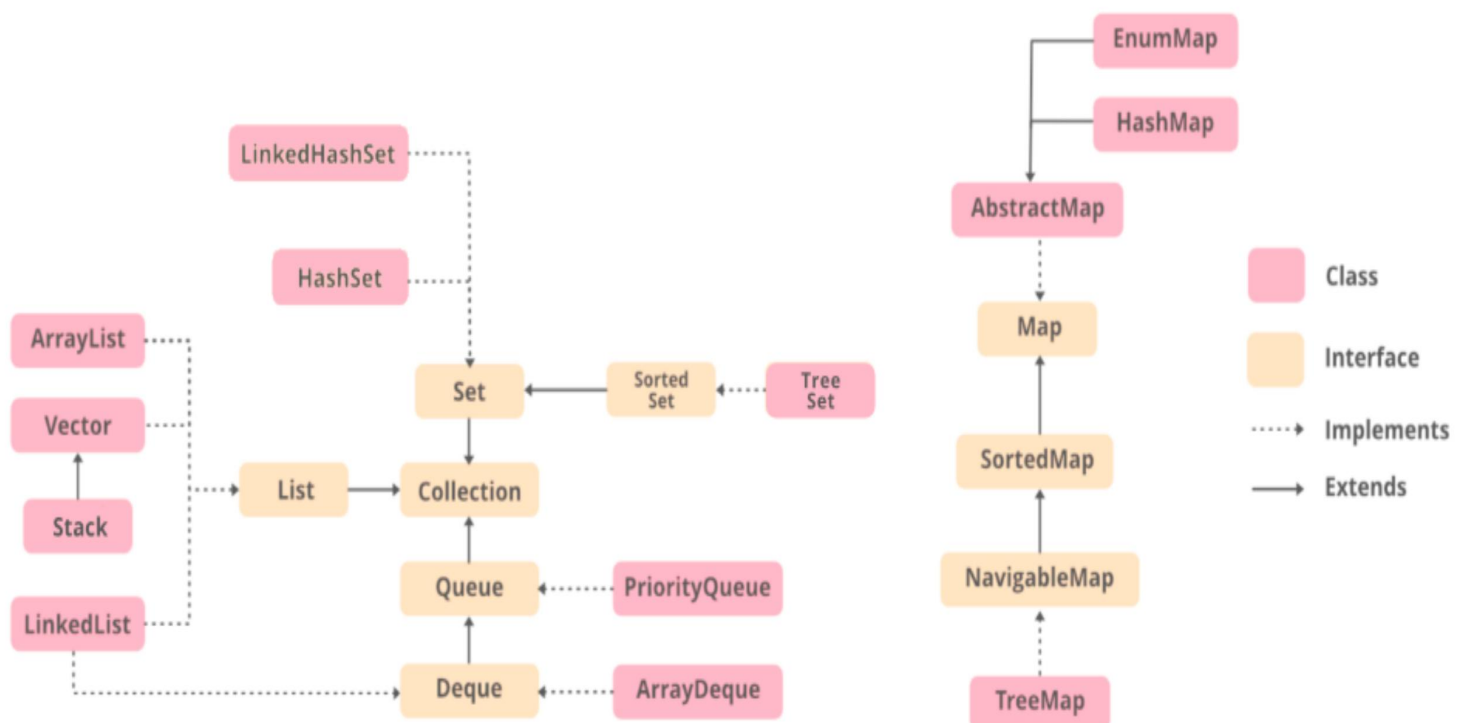 EnumMap
HashMap
LinkedHashSet
AbstractMap
HashSet
Class
ArrayList
Map
Interface
Set
Sorted
Set
Tree
Set
Vector
Implements
SortedMap
List
Collection
Extends
Stack
Queue
PriorityQueue
NavigableMap
LinkedList
Deque
ArrayDeque
TreeMap